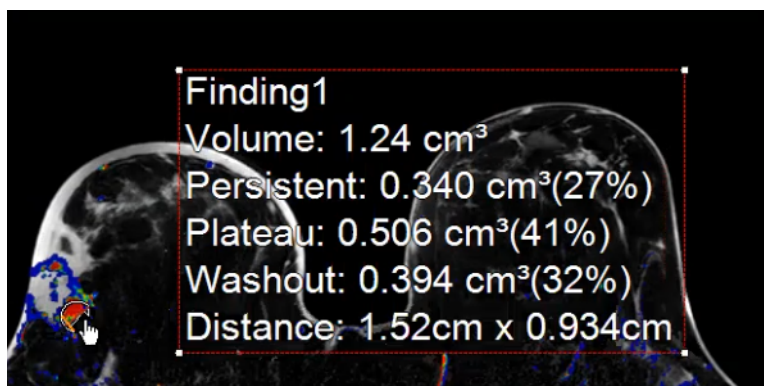 Finding1
Volume: 1.24 cm³
Persistent: 0.340 cm³(27%)
Plateau: 0.506 cm³(41%)
Washout: 0.394 cm³(32%)
Distance: 1.52cm x 0.934cm